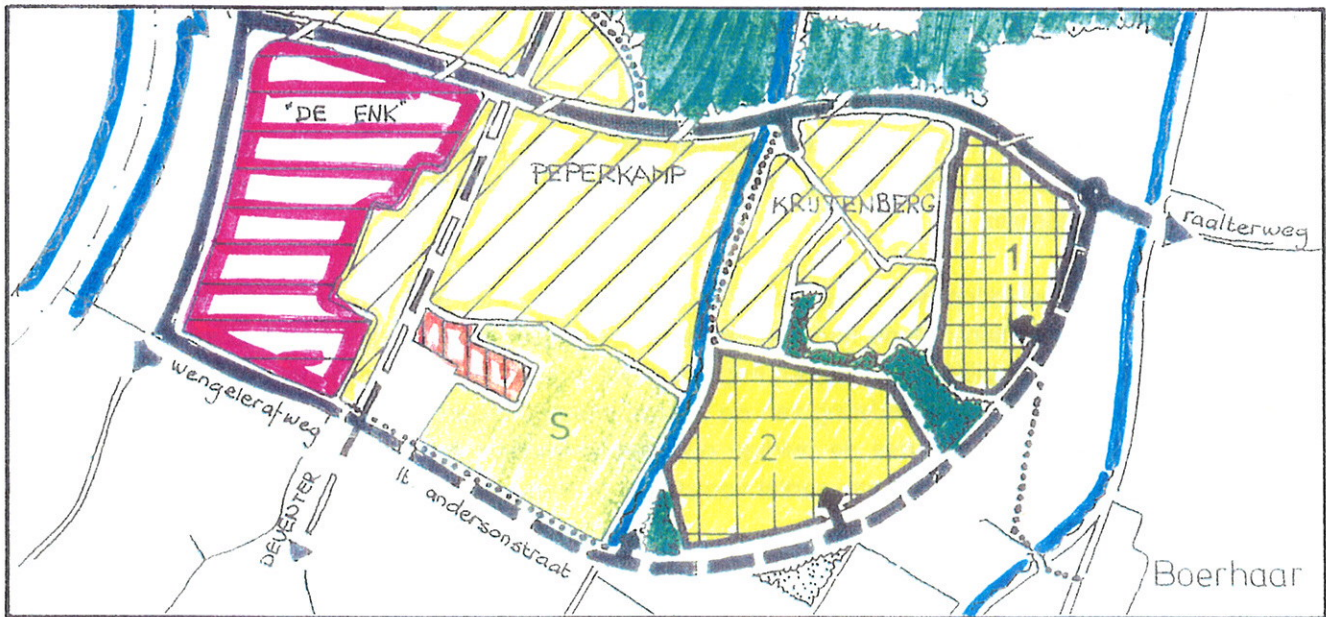 "DE ENK"
PEPERKAMP
KRIJTENBERG
1
raalterweg
wengeleratweg
S
2
DEVENTER
lt. andersonstraat
Boerhaar